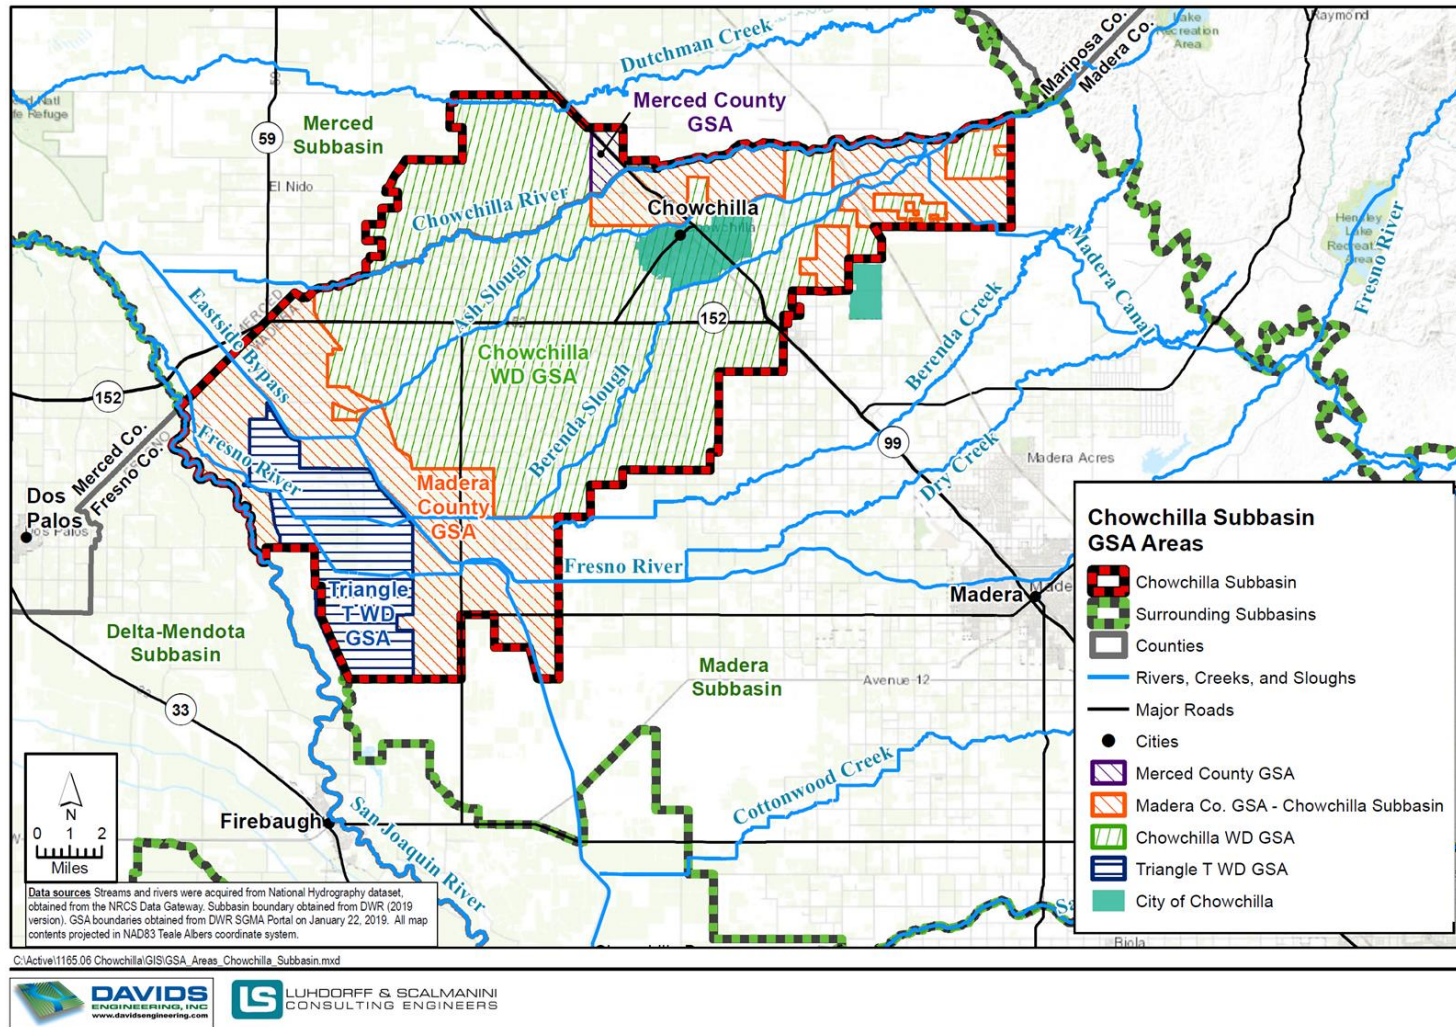 Dutchman Creek
Merced County
GSA
Mariposa Co.
Madera Co.
Lake
Recreation
Area
Raymond
fe Refuge
59
Merced
Subbasin
El Nido
Chowchilla River
Chowchilla
Hensley
Lake
Fresno River
Madera Canal
Ash Slough
152
Eastside Bypass
MERCED
Chowchilla
WD GSA
Berenda Creek
Berenda Slough
152
Merced Co.
Fresno Co.
Fresno River
99
Dry Creek
Madera Acres
Dos
Palos
Madera
County
GSA
Fresno River
Triangle
T WD
GSA
Madera
Delta-Mendota
Subbasin
Madera
Subbasin
Avenue 12
33
Cottonwood Creek
Firebaugh
San Joaquin River
Biola
N
0 1 2
Miles
Data sources Streams and rivers were acquired from National Hydrography dataset,
obtained from the NRCS Data Gateway. Subbasin boundary obtained from DWR (2019
version). GSA boundaries obtained from DWR SGMA Portal on January 22, 2019. All map
contents projected in NAD83 Teale Albers coordinate system.
Chowchilla Subbasin
GSA Areas
Chowchilla Subbasin
Surrounding Subbasins
Counties
Rivers, Creeks, and Sloughs
Major Roads
Cities
Merced County GSA
Madera Co. GSA - Chowchilla Subbasin
Chowchilla WD GSA
Triangle T WD GSA
City of Chowchilla
C:\Active\1165.06 Chowchilla\GIS\GSA_Areas_Chowchilla_Subbasin.mxd
DAVIDS
ENGINEERING, INC
www.davidsengineering.com
LS
LUHDORFF & SCALMANINI
CONSULTING ENGINEERS